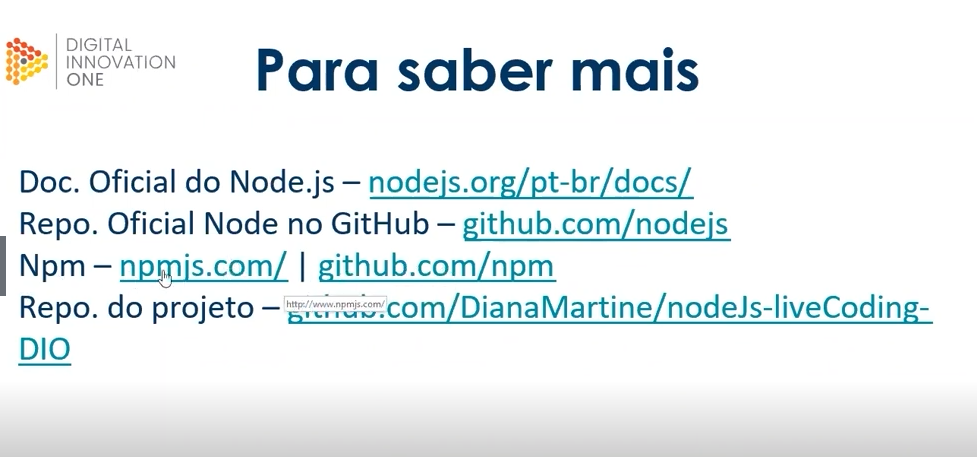 DIGITAL
INNOVATION
ONE
Para saber mais
Doc. Oficial do Node.js – nodejs.org/pt-br/docs/
Repo. Oficial Node no GitHub – github.com/nodejs
Npm – npmjs.com/ | github.com/npm
http://www.npmjs.com/
Repo. do projeto – github.com/DianaMartine/nodeJs-liveCoding-
DIO